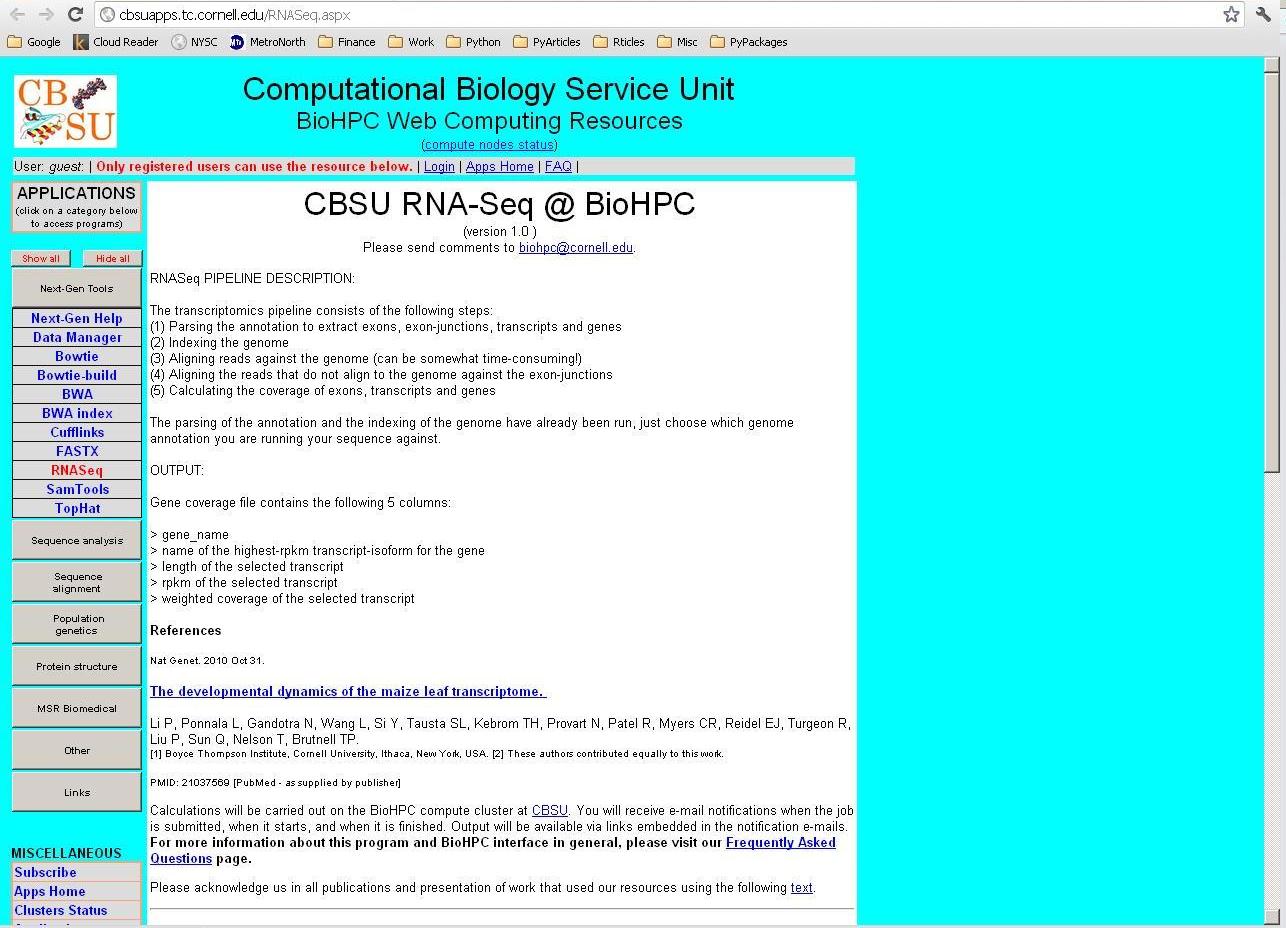 cbsuapps.tc.cornell.edu/RNASeq.aspx
Google Cloud Reader NYSC MetroNorth Finance Work Python PyArticles Rticles Misc PyPackages
CB
SU
Computational Biology Service Unit
BioHPC Web Computing Resources
(compute nodes status)
User: guest: | Only registered users can use the resource below. | Login | Apps Home | FAQ |
APPLICATIONS
(click on a category below
to access programs)
Show all Hide all
Next-Gen Tools
Next-Gen Help
Data Manager
Bowtie
Bowtie-build
BWA
BWA index
Cufflinks
FASTX
RNASeq
SamTools
TopHat
Sequence analysis
Sequence
alignment
Population
genetics
Protein structure
MSR Biomedical
Other
Links
MISCELLANEOUS
Subscribe
Apps Home
Clusters Status
CBSU RNA-Seq @ BioHPC
(version 1.0 )
Please send comments to biohpc@cornell.edu.
RNASeq PIPELINE DESCRIPTION:
The transcriptomics pipeline consists of the following steps:
(1) Parsing the annotation to extract exons, exon-junctions, transcripts and genes
(2) Indexing the genome
(3) Aligning reads against the genome (can be somewhat time-consuming!)
(4) Aligning the reads that do not align to the genome against the exon-junctions
(5) Calculating the coverage of exons, transcripts and genes
The parsing of the annotation and the indexing of the genome have already been run, just choose which genome
annotation you are running your sequence against.
OUTPUT:
Gene coverage file contains the following 5 columns:
> gene_name
> name of the highest-rpkm transcript-isoform for the gene
> length of the selected transcript
> rpkm of the selected transcript
> weighted coverage of the selected transcript
References
Nat Genet. 2010 Oct 31.
The developmental dynamics of the maize leaf transcriptome.
Li P, Ponnala L, Gandotra N, Wang L, Si Y, Tausta SL, Kebrom TH, Provart N, Patel R, Myers CR, Reidel EJ, Turgeon R,
Liu P, Sun Q, Nelson T, Brutnell TP.
[1] Boyce Thompson Institute, Cornell University, Ithaca, New York, USA. [2] These authors contributed equally to this work.
PMID: 21037569 [PubMed - as supplied by publisher]
Calculations will be carried out on the BioHPC compute cluster at CBSU. You will receive e-mail notifications when the job
is submitted, when it starts, and when it is finished. Output will be available via links embedded in the notification e-mails.
For more information about this program and BioHPC interface in general, please visit our Frequently Asked
Questions page.
Please acknowledge us in all publications and presentation of work that used our resources using the following text.